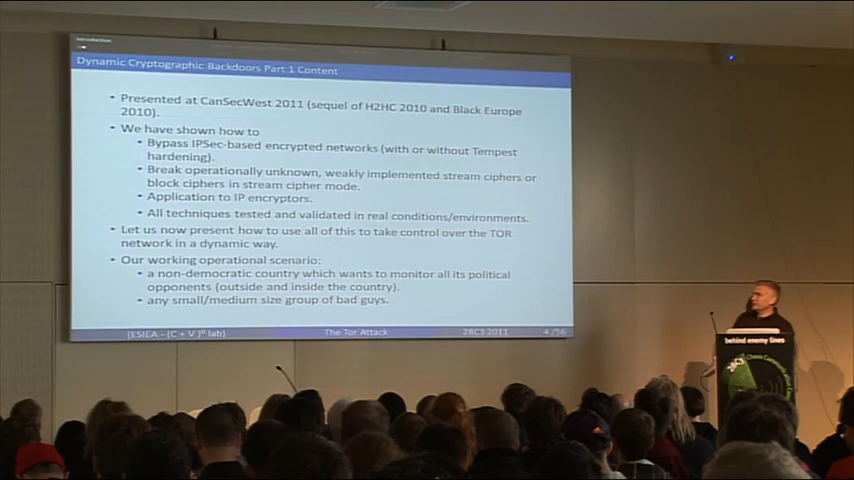 Introduction
Dynamic Cryptographic Backdoors Part 1 Content
• Presented at CanSecWest 2011 (sequel of H2HC 2010 and Black Europe
2010).
• We have shown how to
• Bypass IPSec-based encrypted networks (with or without Tempest
hardening).
• Break operationally unknown, weakly implemented stream ciphers or
block ciphers in stream cipher mode.
• Application to IP encryptors.
• All techniques tested and validated in real conditions/environments.
• Let us now present how to use all of this to take control over the TOR
network in a dynamic way.
• Our working operational scenario:
• a non-democratic country which wants to monitor all its political
opponents (outside and inside the country).
• any small/medium size group of bad guys.
(ESIEA - (C + V)º lab) The Tor Attack 28C3 2011 4 /56
behind enemy lines
28C3
Chaos Communication